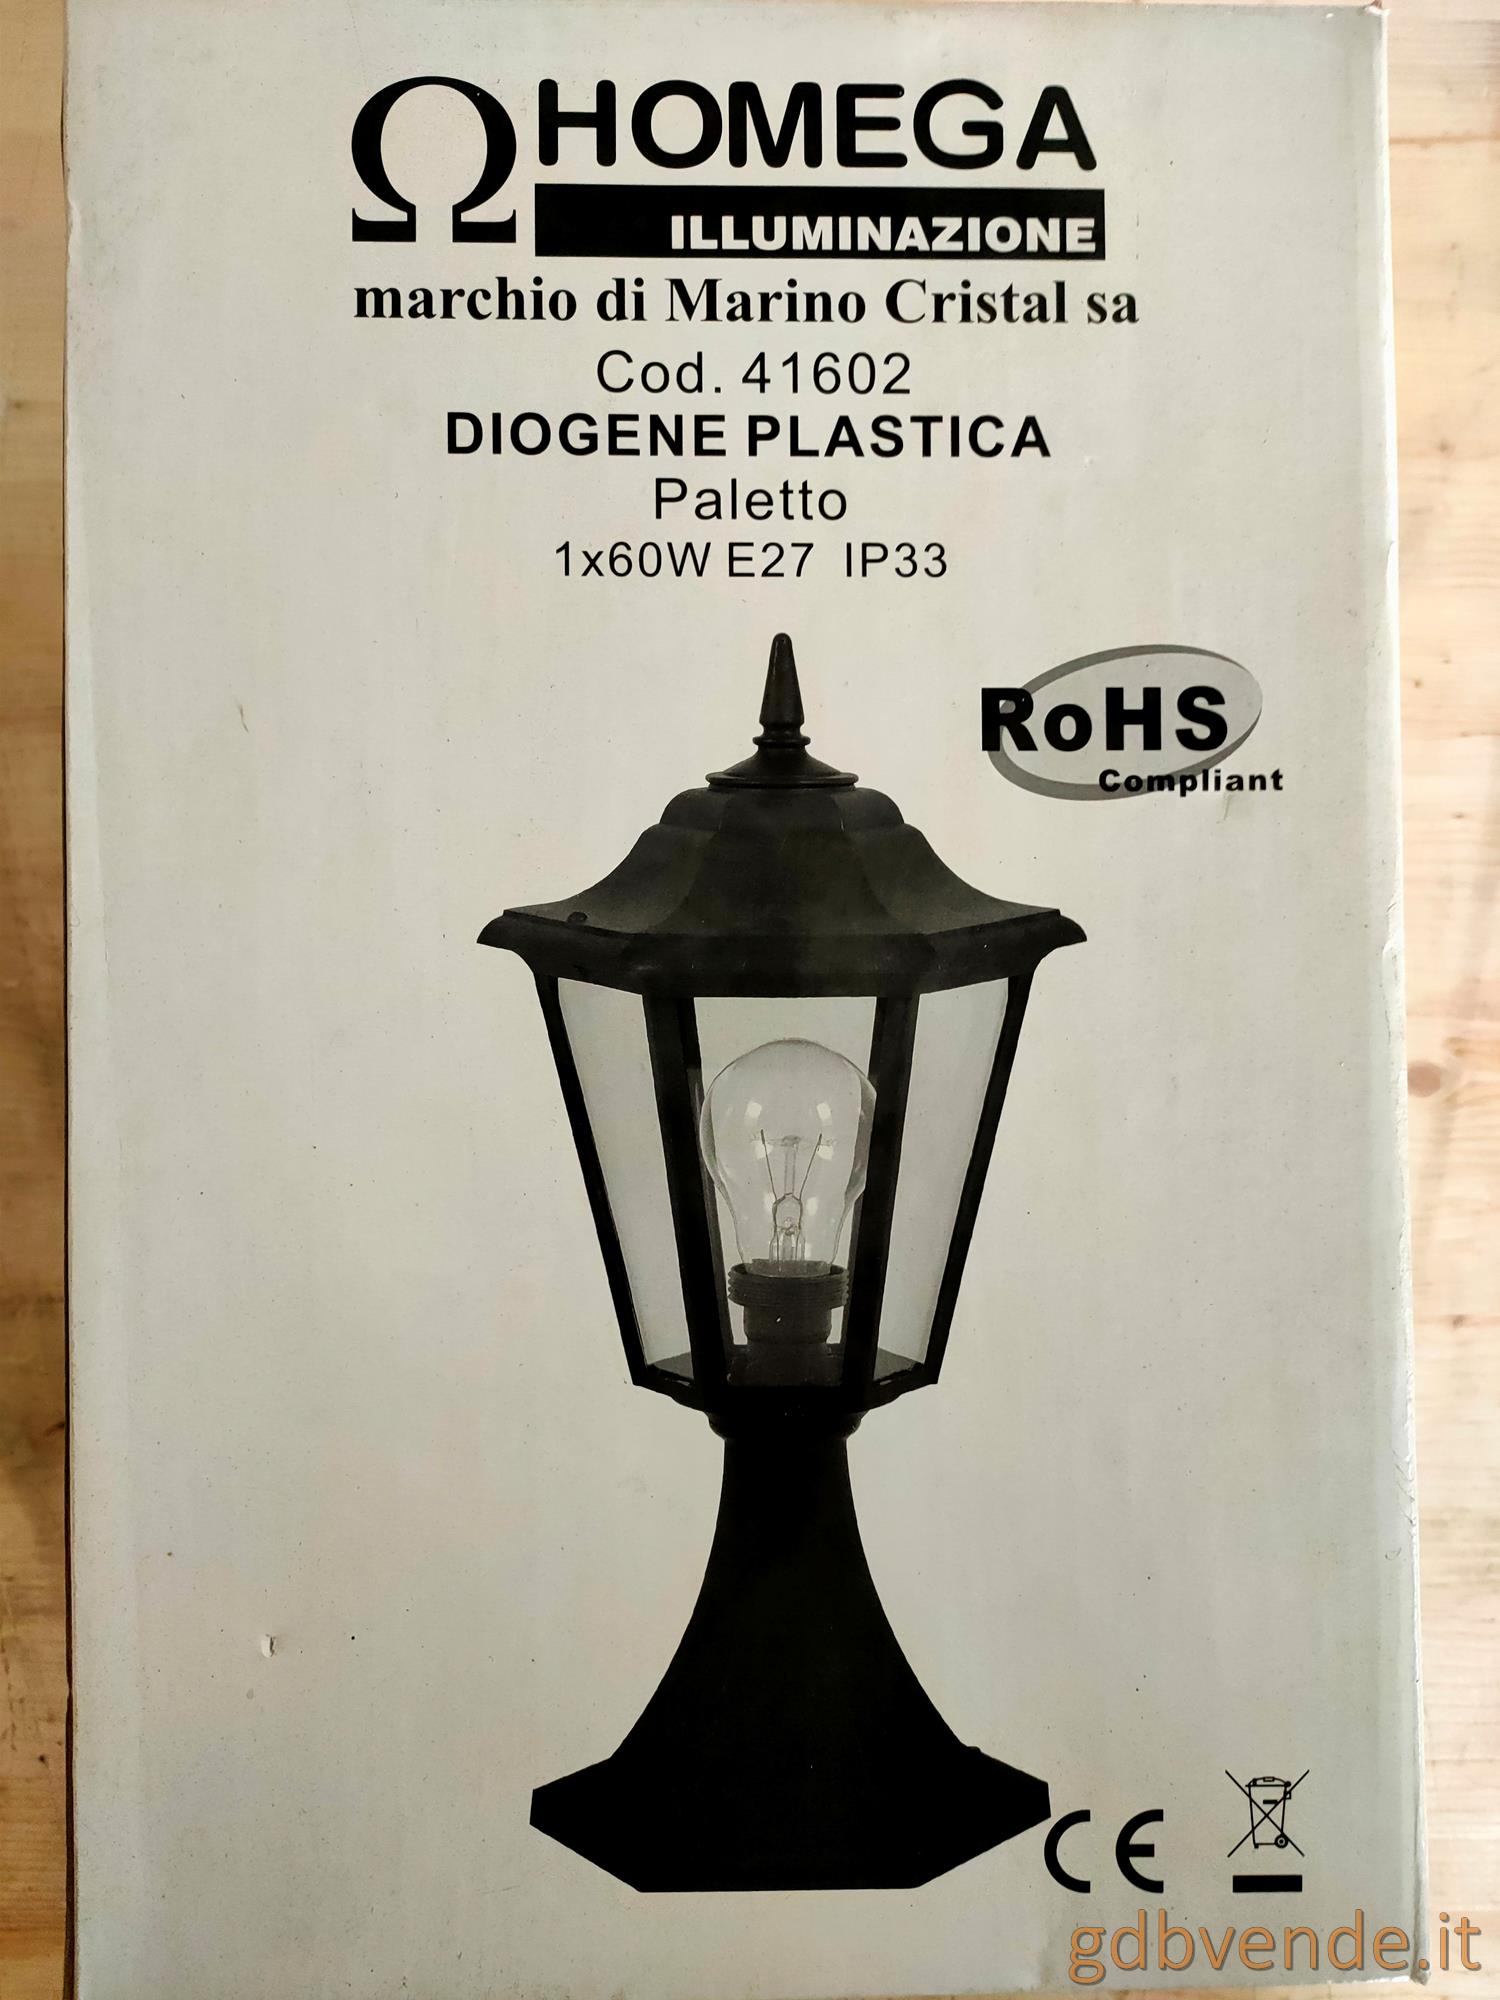 Ω HOMEGA
ILLUMINAZIONE
marchio di Marino Cristal sa
Cod. 41602
DIOGENE PLASTICA
Paletto
1x60W E27 IP33
RoHS
Compliant
CE
gdbvende.it